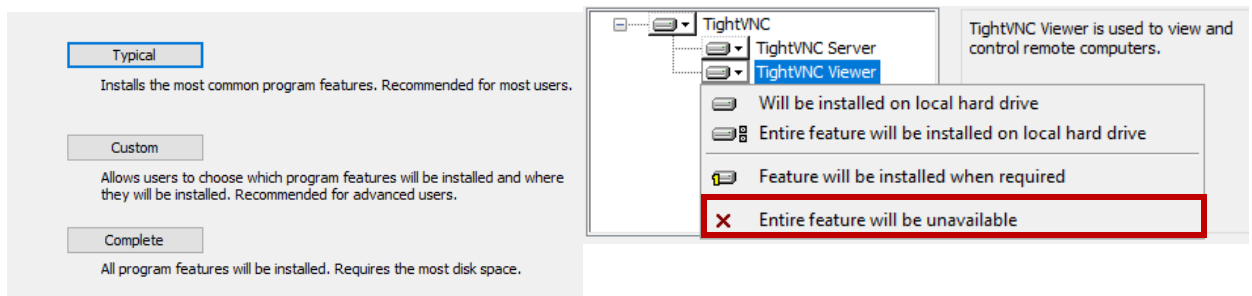 Typical
Installs the most common program features. Recommended for most users.
Custom
Allows users to choose which program features will be installed and where
they will be installed. Recommended for advanced users.
Complete
All program features will be installed. Requires the most disk space.
TightVNC
TightVNC Server
TightVNC Viewer
Will be installed on local hard drive
Entire feature will be installed on local hard drive
Feature will be installed when required
Entire feature will be unavailable
TightVNC Viewer is used to view and
control remote computers.